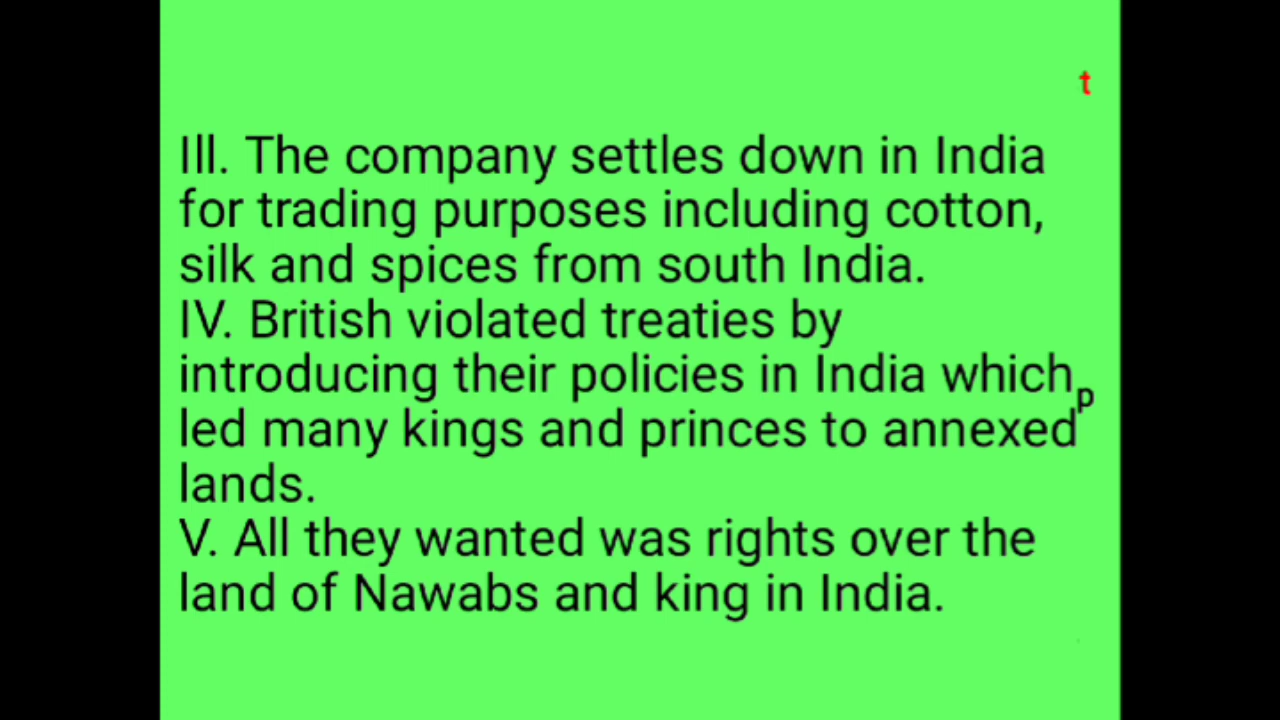 t
Ill. The company settles down in India
for trading purposes including cotton,
silk and spices from south India.
IV. British violated treaties by
introducing their policies in India which
p
led many kings and princes to annexed
lands.
V. All they wanted was rights over the
land of Nawabs and king in India.